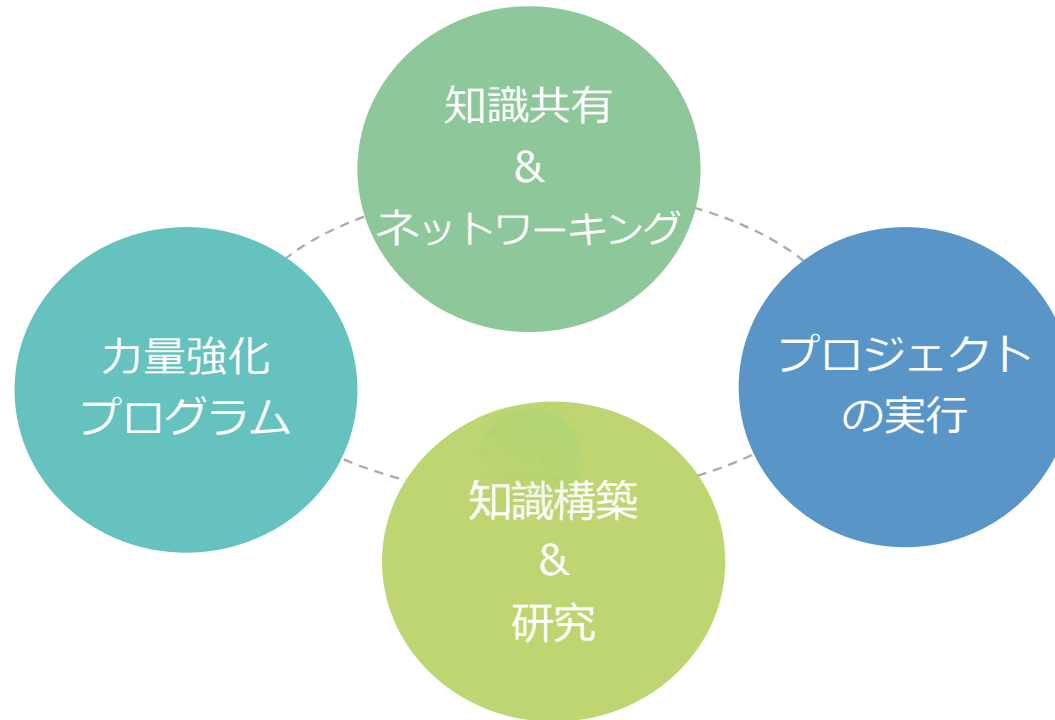 知識共有
&
ネットワーキング
力量強化
プログラム
プロジェクト
の実行
知識構築
&
研究